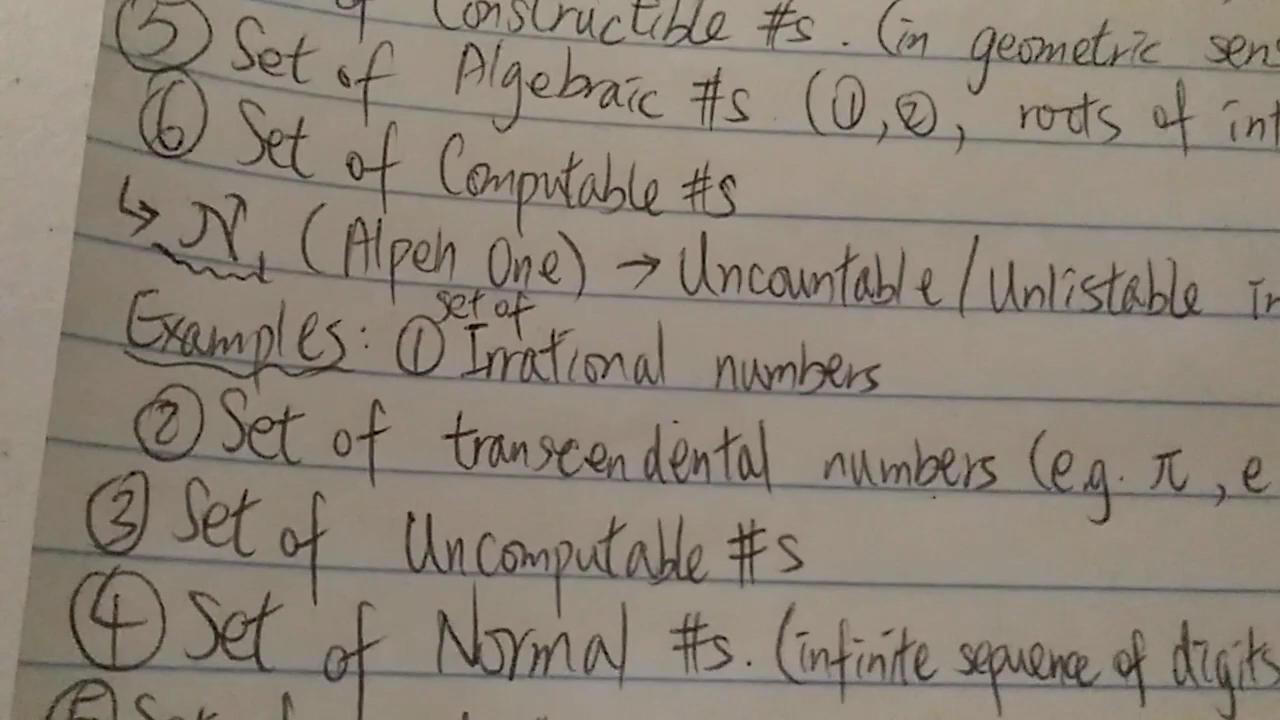 Constructible #s. (in geometric sen
⑤ Set of Algebraic #s (①,②, roots of int
⑥ Set of Computable #s
↳ ℵ₁ (Alpeh One) → Uncountable/Unlistable in
Examples: ① set of Irrational numbers
② Set of transcendental numbers (e.g. π, e
③ Set of Uncomputable #s
④ Set of Normal #s. (infinite sequence of digits